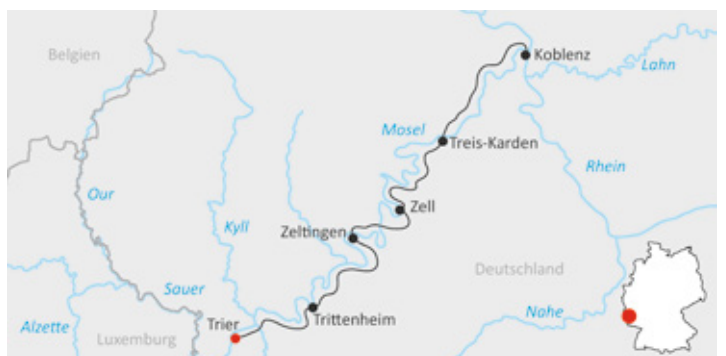 Belgien
Koblenz
Lahn
Mosel
Treis-Karden
Rhein
Our
Kyll
Zell
Zeltingen
Deutschland
Sauer
Nahe
Trier
Trittenheim
Alzette
Luxemburg